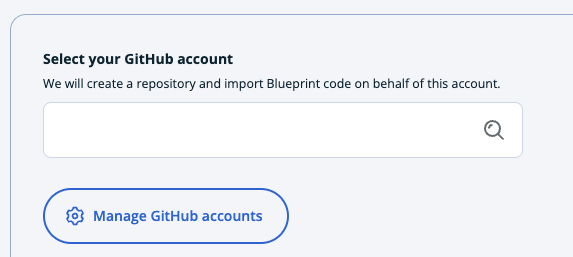 Select your GitHub account
We will create a repository and import Blueprint code on behalf of this account.
Manage GitHub accounts